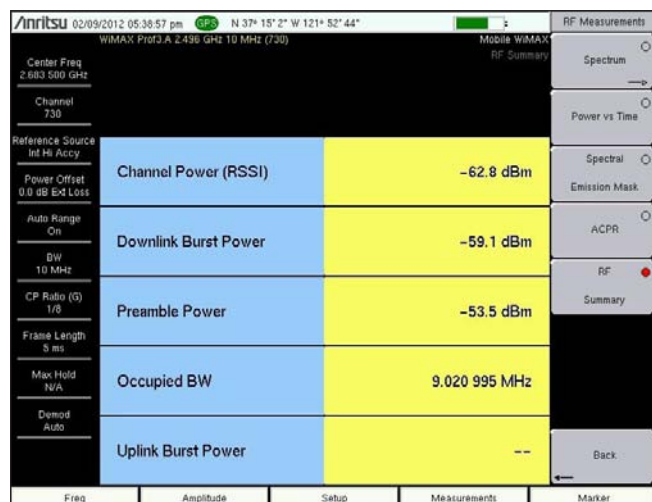 Anritsu 02/09/2012 05:38:57 pm GPS N 37° 15' 2" W 121° 52' 44"
RF Measurements
WiMAX Prof3.A 2.496 GHz 10 MHz (730)
Mobile WiMAX
RF Summary
Center Freq
2.683 500 GHz
Channel
730
Reference Source
Int Hi Accy
Power Offset
0.0 dB Ext Loss
Auto Range
On
BW
10 MHz
CP Ratio (G)
1/8
Frame Length
5 ms
Max Hold
N/A
Demod
Auto
Channel Power (RSSI) -62.8 dBm
Downlink Burst Power -59.1 dBm
Preamble Power -53.5 dBm
Occupied BW 9.020 995 MHz
Uplink Burst Power --
Spectrum
Power vs Time
Spectral
Emission Mask
ACPR
RF
Summary
Back
Freq Amplitude Setup Measurements Marker